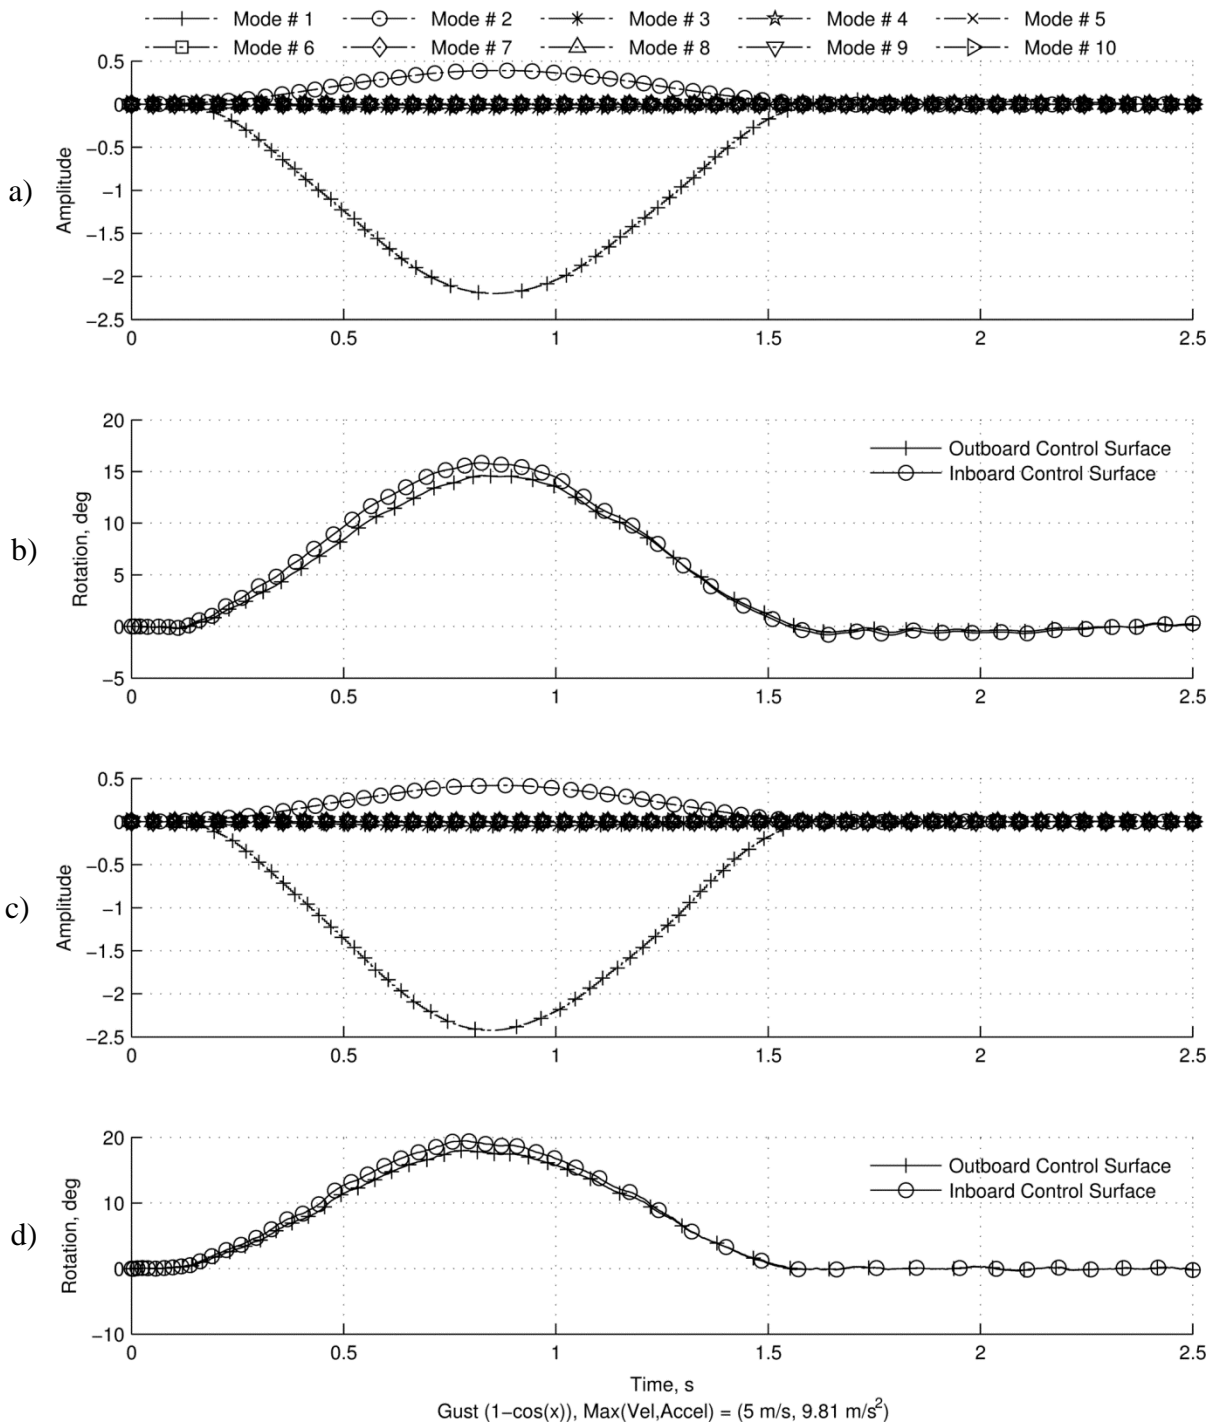 Mode # 1 Mode # 2 Mode # 3 Mode # 4 Mode # 5
Mode # 6 Mode # 7 Mode # 8 Mode # 9 Mode # 10
a)
Amplitude
0.5
0
−0.5
−1
−1.5
−2
−2.5
0 0.5 1 1.5 2 2.5
b)
Rotation, deg
20
15
10
5
0
−5
Outboard Control Surface
Inboard Control Surface
0 0.5 1 1.5 2 2.5
c)
Amplitude
0.5
0
−0.5
−1
−1.5
−2
−2.5
0 0.5 1 1.5 2 2.5
d)
Rotation, deg
20
10
0
−10
Outboard Control Surface
Inboard Control Surface
0 0.5 1 1.5 2 2.5
Time, s
Gust (1−cos(x)), Max(Vel,Accel) = (5 m/s, 9.81 m/s²)